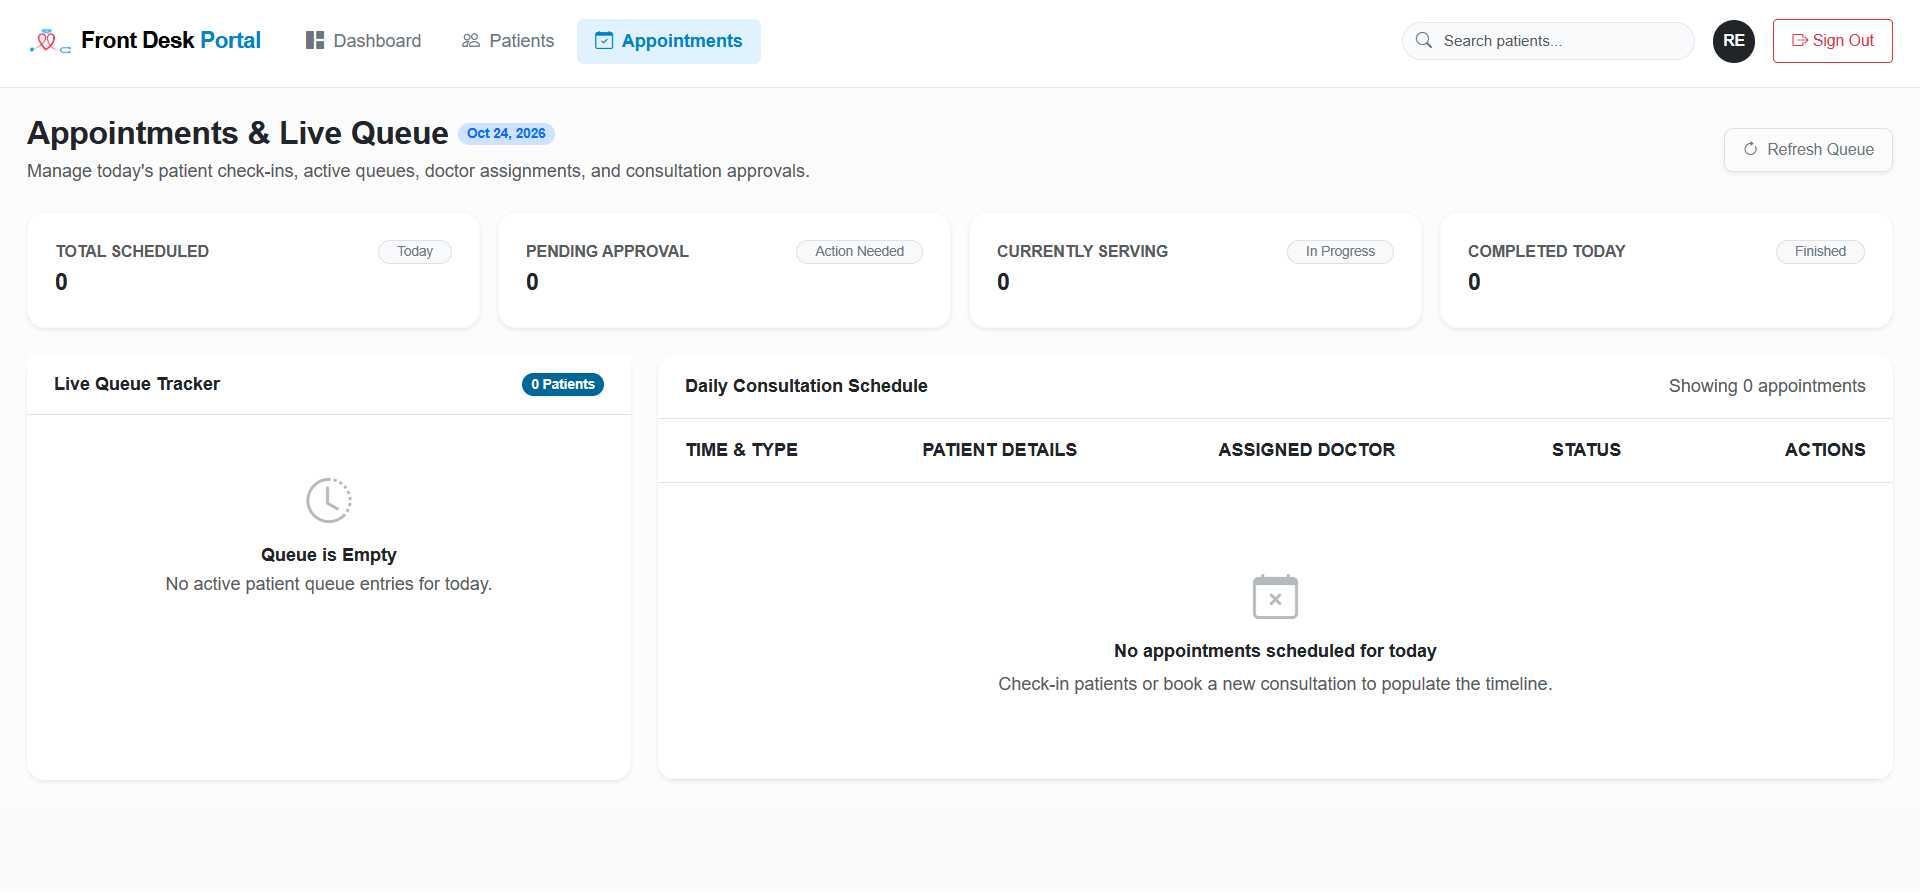 Front Desk Portal
Dashboard
Patients
Appointments
Search patients...
RE
Sign Out
Appointments & Live Queue
Oct 24, 2026
Manage today's patient check-ins, active queues, doctor assignments, and consultation approvals.
Refresh Queue
TOTAL SCHEDULED
Today
0
PENDING APPROVAL
Action Needed
0
CURRENTLY SERVING
In Progress
0
COMPLETED TODAY
Finished
0
Live Queue Tracker
0 Patients
Queue is Empty
No active patient queue entries for today.
Daily Consultation Schedule
Showing 0 appointments
TIME & TYPE
PATIENT DETAILS
ASSIGNED DOCTOR
STATUS
ACTIONS
No appointments scheduled for today
Check-in patients or book a new consultation to populate the timeline.